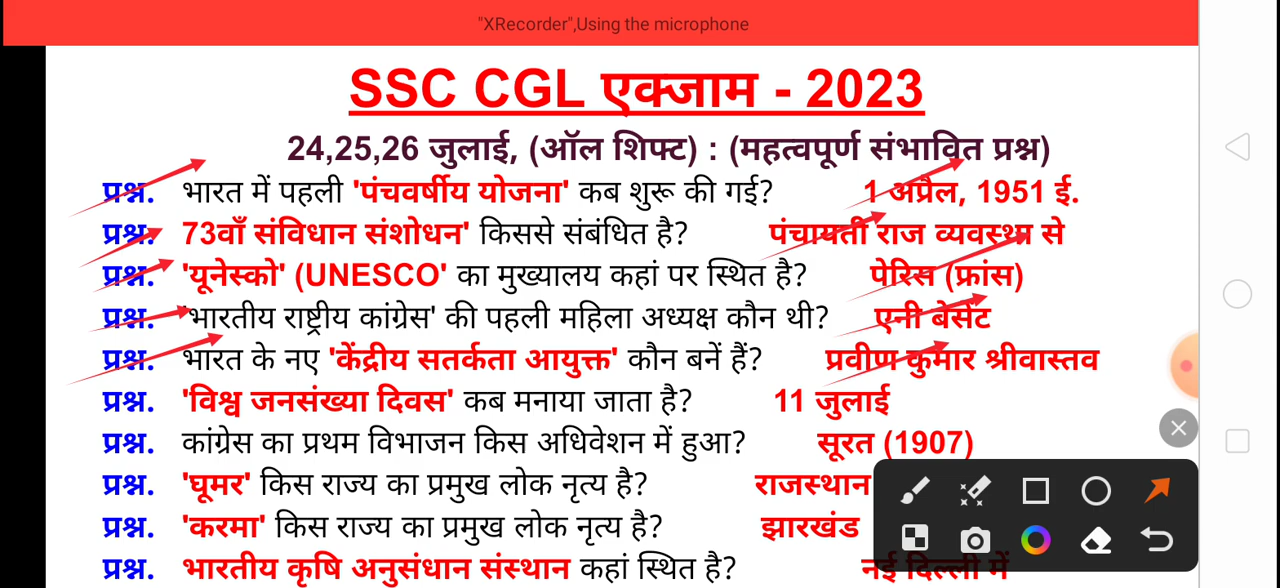 "XRecorder",Using the microphone
SSC CGL एक्जाम - 2023
24,25,26 जुलाई, (ऑल शिफ्ट) : (महत्वपूर्ण संभावित प्रश्न)
प्रश्न. भारत में पहली 'पंचवर्षीय योजना' कब शुरू की गई? 1 अप्रैल, 1951 ई.
प्रश्न. 73वाँ संविधान संशोधन' किससे संबंधित है? पंचायती राज व्यवस्था से
प्रश्न. 'यूनेस्को' (UNESCO' का मुख्यालय कहां पर स्थित है? पेरिस (फ्रांस)
प्रश्न. 'भारतीय राष्ट्रीय कांग्रेस' की पहली महिला अध्यक्ष कौन थी? एनी बेसेंट
प्रश्न. भारत के नए 'केंद्रीय सतर्कता आयुक्त' कौन बनें हैं? प्रवीण कुमार श्रीवास्तव
प्रश्न. 'विश्व जनसंख्या दिवस' कब मनाया जाता है? 11 जुलाई
प्रश्न. कांग्रेस का प्रथम विभाजन किस अधिवेशन में हुआ? सूरत (1907)
प्रश्न. 'घूमर' किस राज्य का प्रमुख लोक नृत्य है? राजस्थान
प्रश्न. 'करमा' किस राज्य का प्रमुख लोक नृत्य है? झारखंड
प्रश्न. भारतीय कृषि अनुसंधान संस्थान कहां स्थित है? नई दिल्ली में